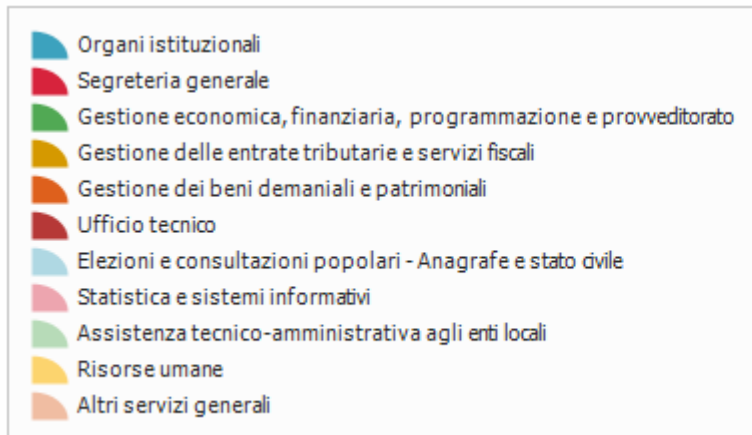 Organi istituzionali
Segreteria generale
Gestione economica, finanziaria, programmazione e provveditorato
Gestione delle entrate tributarie e servizi fiscali
Gestione dei beni demaniali e patrimoniali
Ufficio tecnico
Elezioni e consultazioni popolari - Anagrafe e stato civile
Statistica e sistemi informativi
Assistenza tecnico-amministrativa agli enti locali
Risorse umane
Altri servizi generali